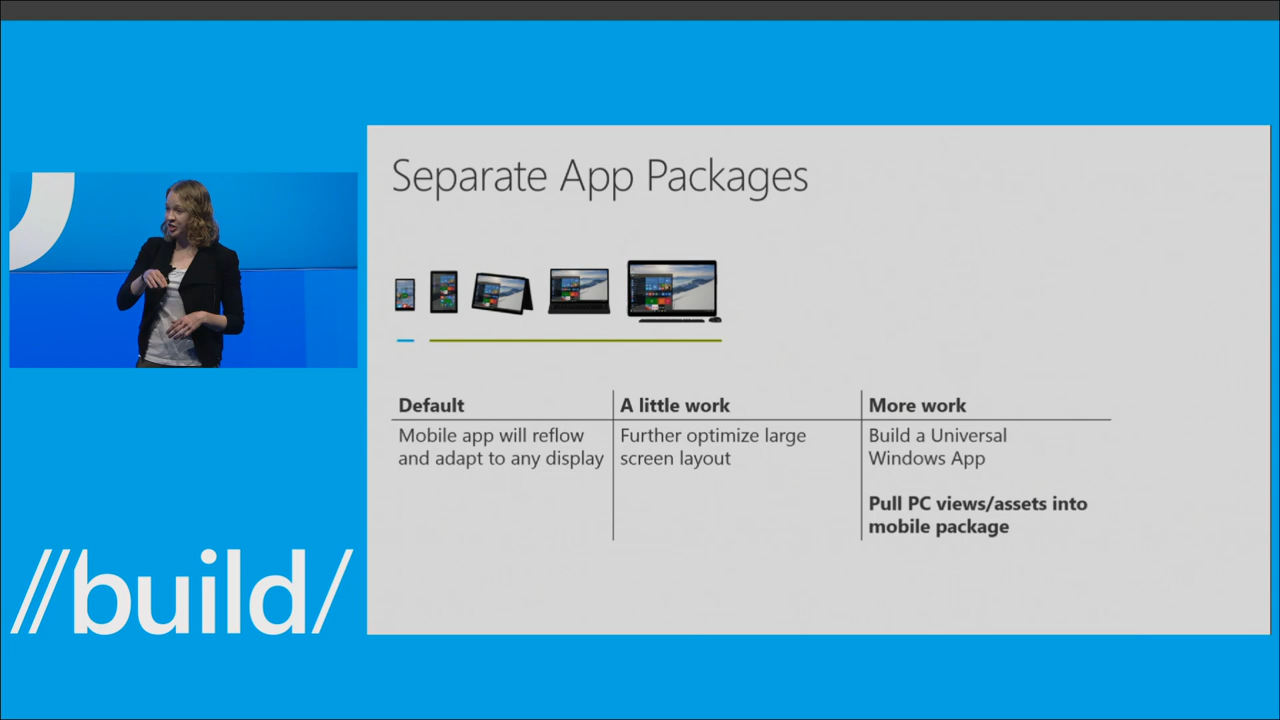 Separate App Packages
Default
Mobile app will reflow
and adapt to any display
A little work
Further optimize large
screen layout
More work
Build a Universal
Windows App
Pull PC views/assets into
mobile package
//build/